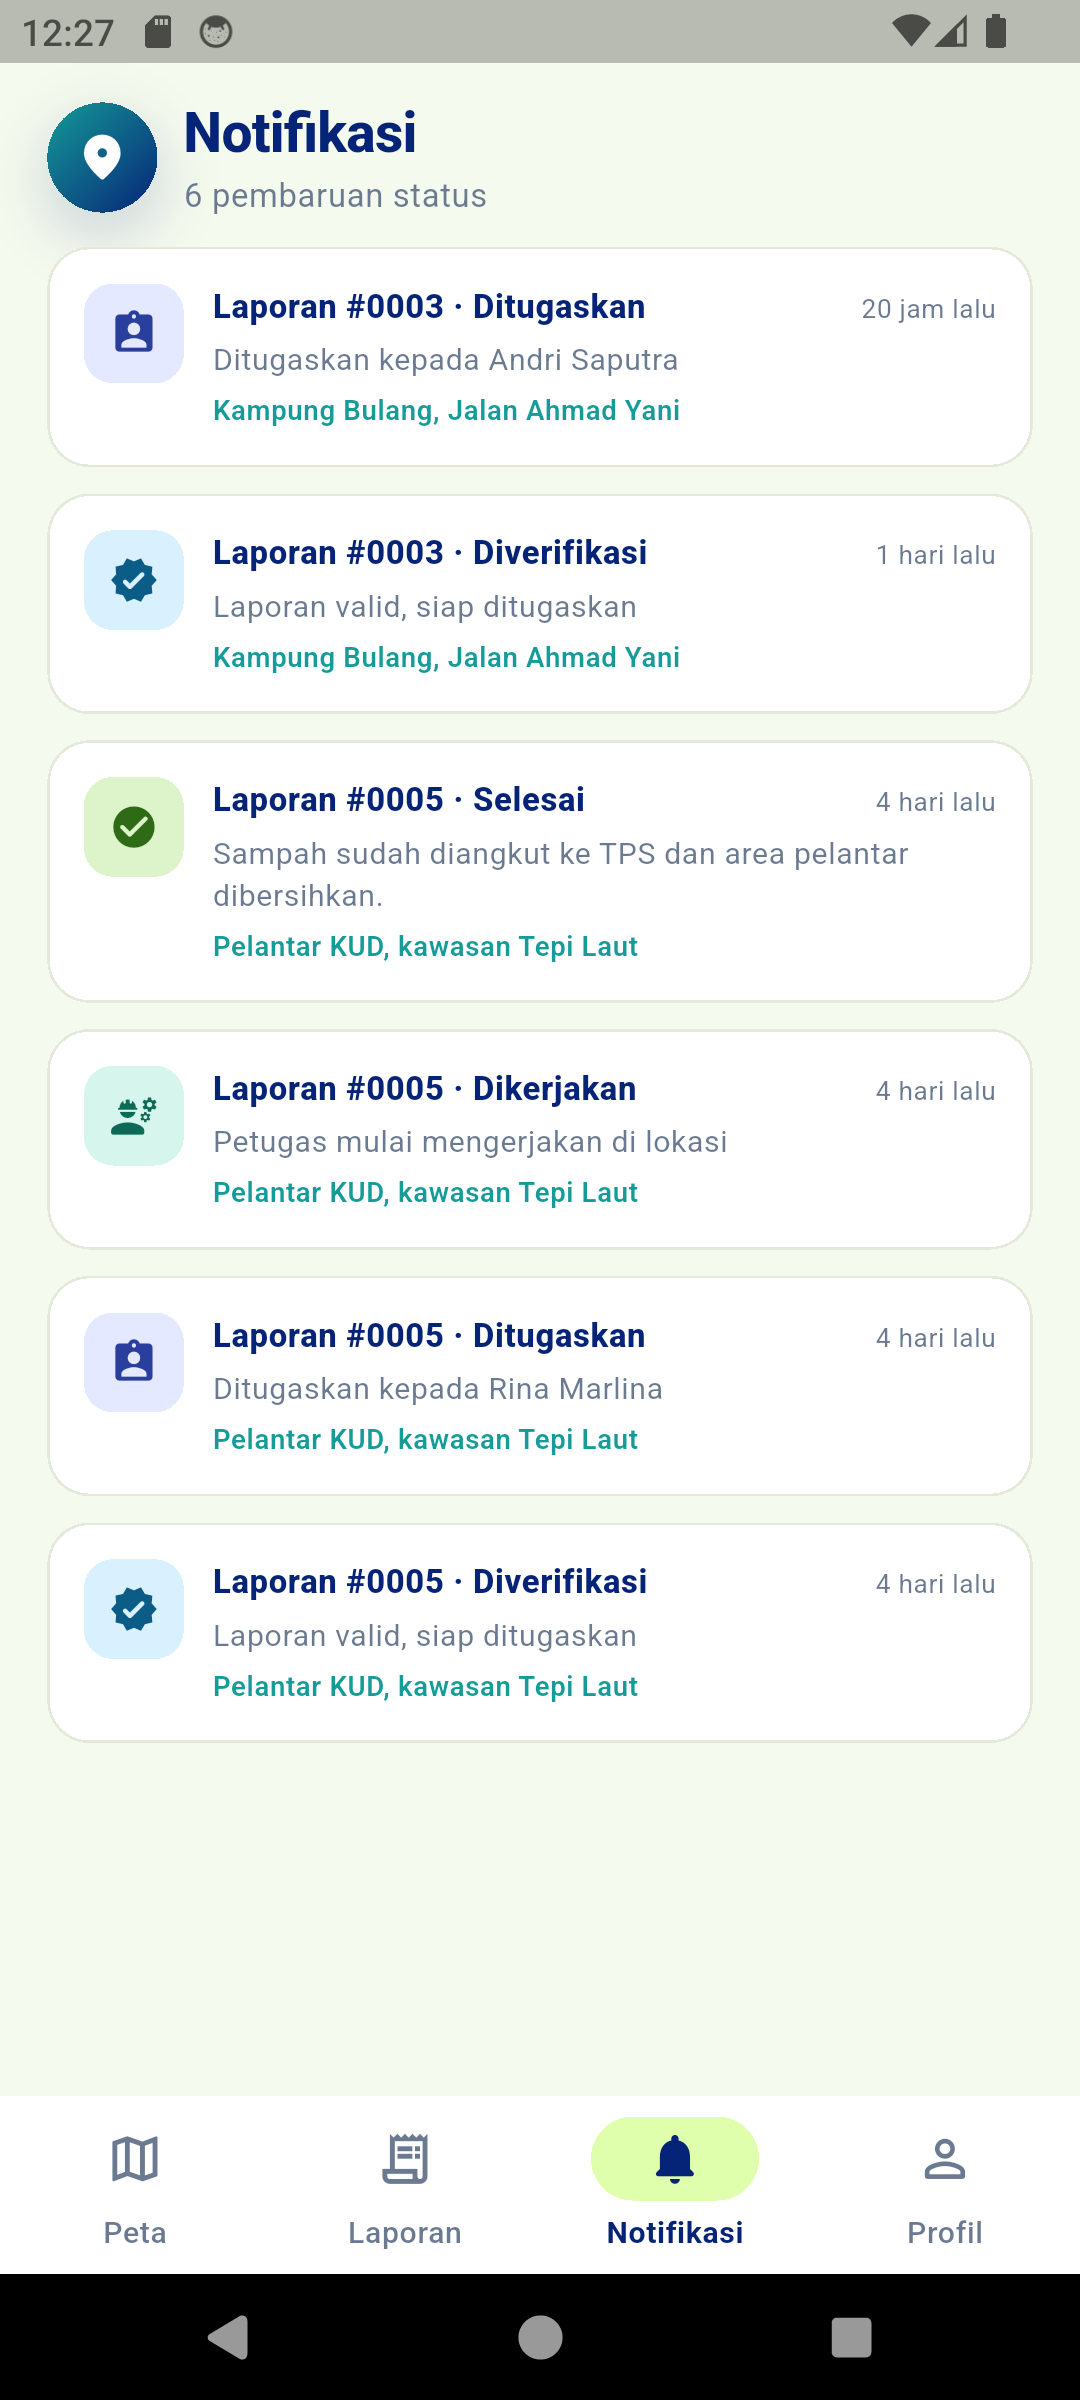 12:27
Notifikasi
6 pembaruan status
Laporan #0003 · Ditugaskan
20 jam lalu
Ditugaskan kepada Andri Saputra
Kampung Bulang, Jalan Ahmad Yani
Laporan #0003 · Diverifikasi
1 hari lalu
Laporan valid, siap ditugaskan
Kampung Bulang, Jalan Ahmad Yani
Laporan #0005 · Selesai
4 hari lalu
Sampah sudah diangkut ke TPS dan area pelantar
dibersihkan.
Pelantar KUD, kawasan Tepi Laut
Laporan #0005 · Dikerjakan
4 hari lalu
Petugas mulai mengerjakan di lokasi
Pelantar KUD, kawasan Tepi Laut
Laporan #0005 · Ditugaskan
4 hari lalu
Ditugaskan kepada Rina Marlina
Pelantar KUD, kawasan Tepi Laut
Laporan #0005 · Diverifikasi
4 hari lalu
Laporan valid, siap ditugaskan
Pelantar KUD, kawasan Tepi Laut
Peta
Laporan
Notifikasi
Profil